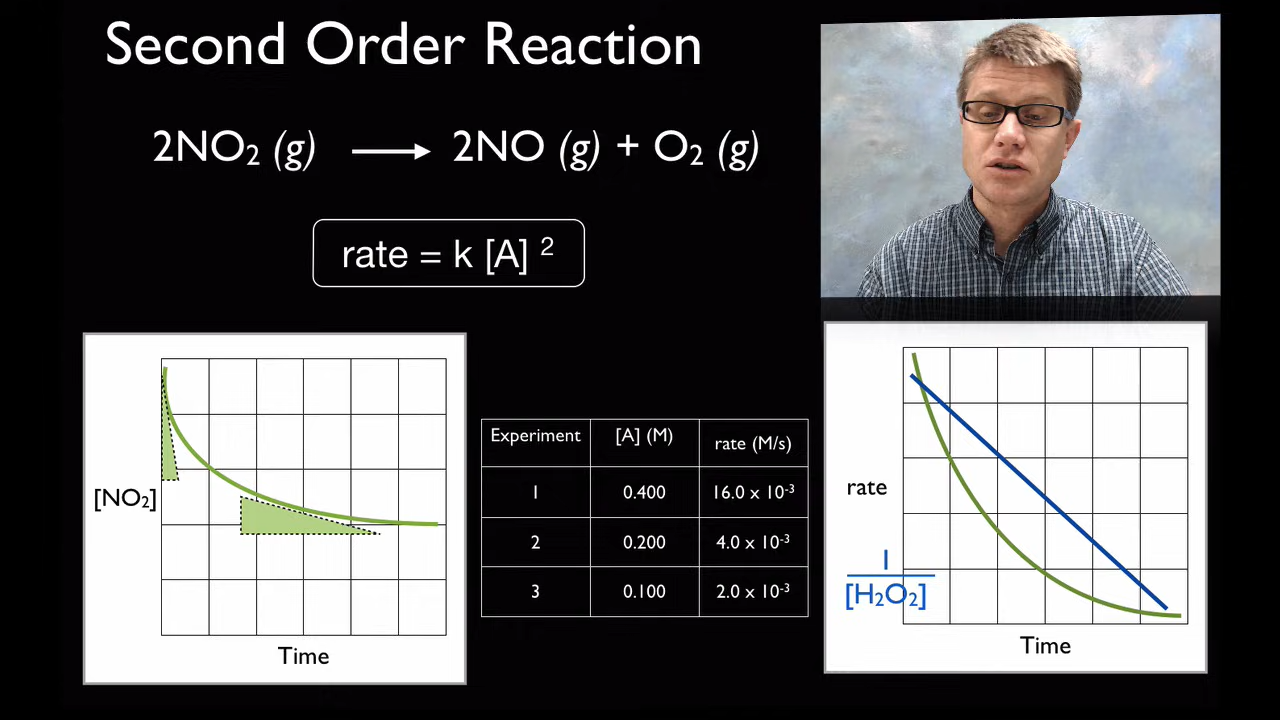 Second Order Reaction
2NO₂ (g) ⟶ 2NO (g) + O₂ (g)
rate = k [A] ²
[NO₂]
Time
Experiment [A] (M) rate (M/s)
1 0.400 16.0 x 10⁻³
2 0.200 4.0 x 10⁻³
3 0.100 2.0 x 10⁻³
rate
1
[H₂O₂]
Time